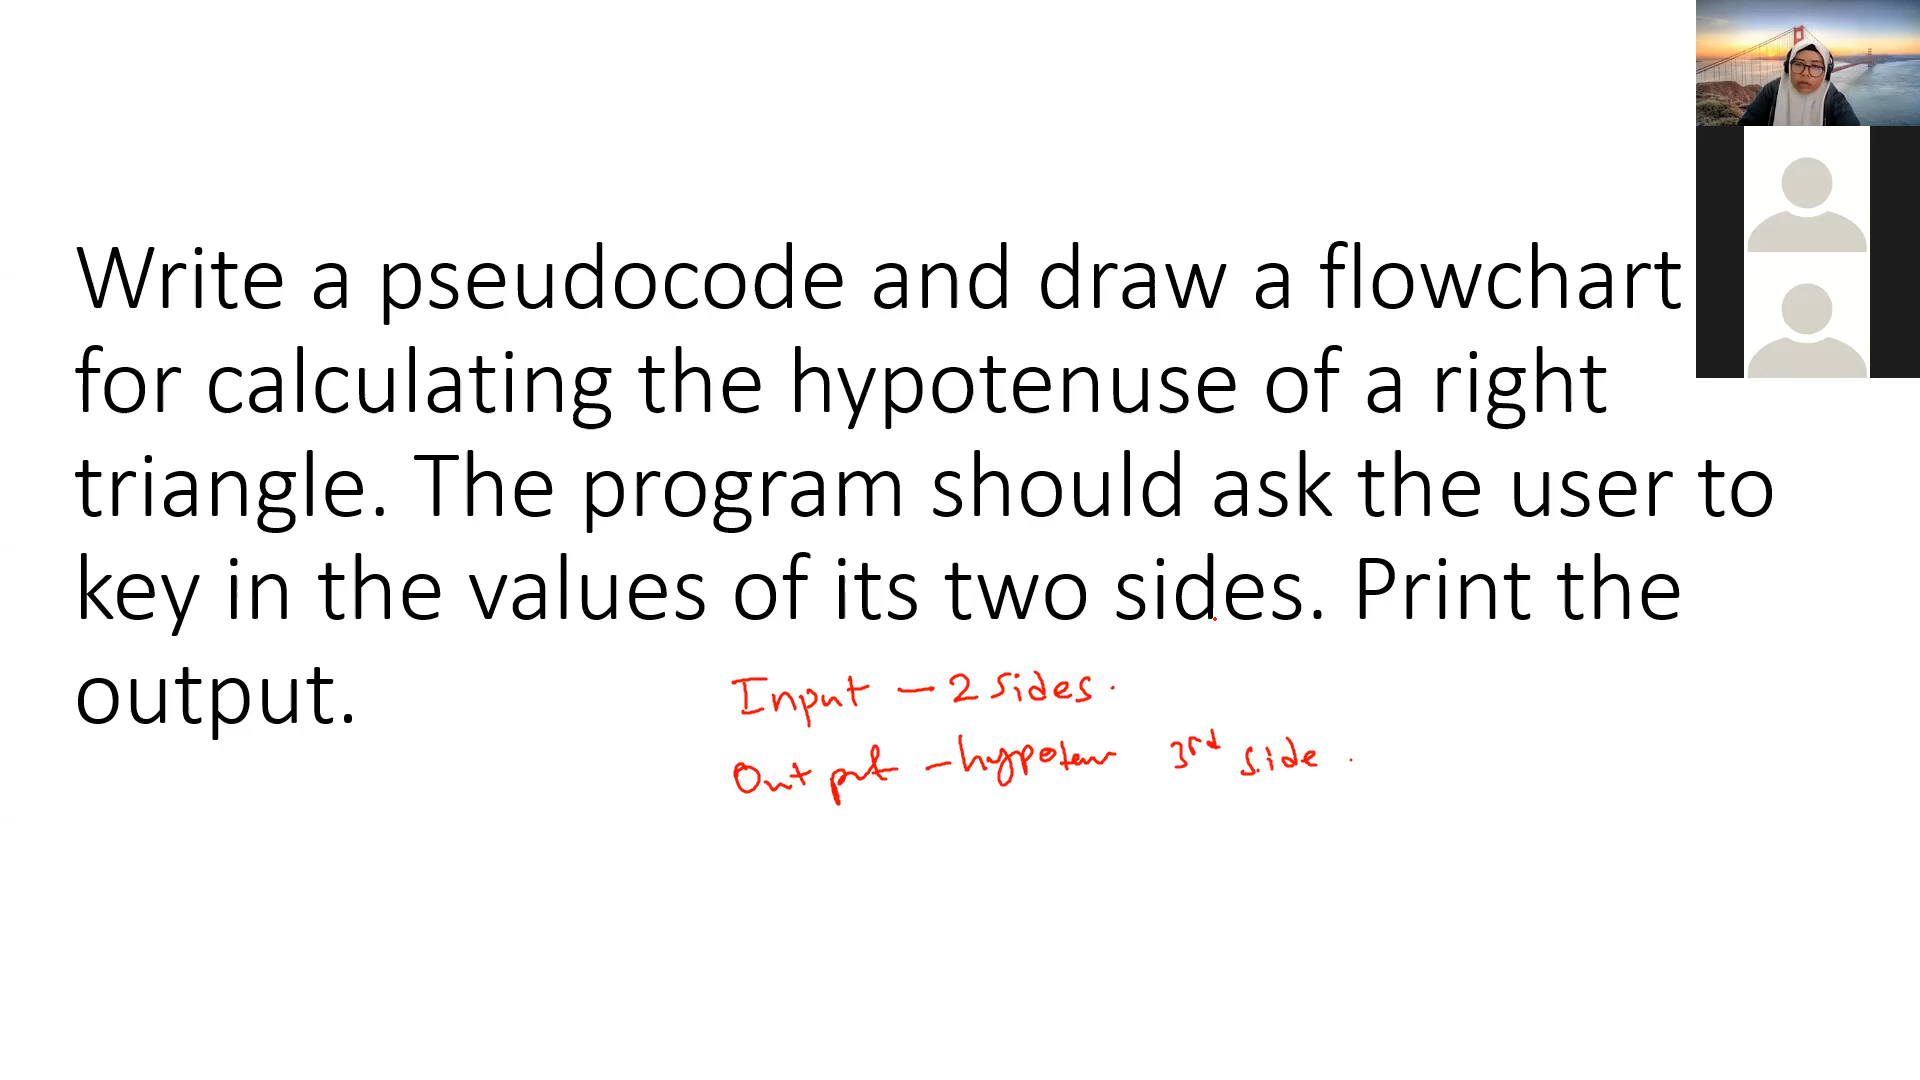 Write a pseudocode and draw a flowchart
for calculating the hypotenuse of a right
triangle. The program should ask the user to
key in the values of its two sides. Print the
output.
Input – 2 sides.
Output – hypoten 3rd side.